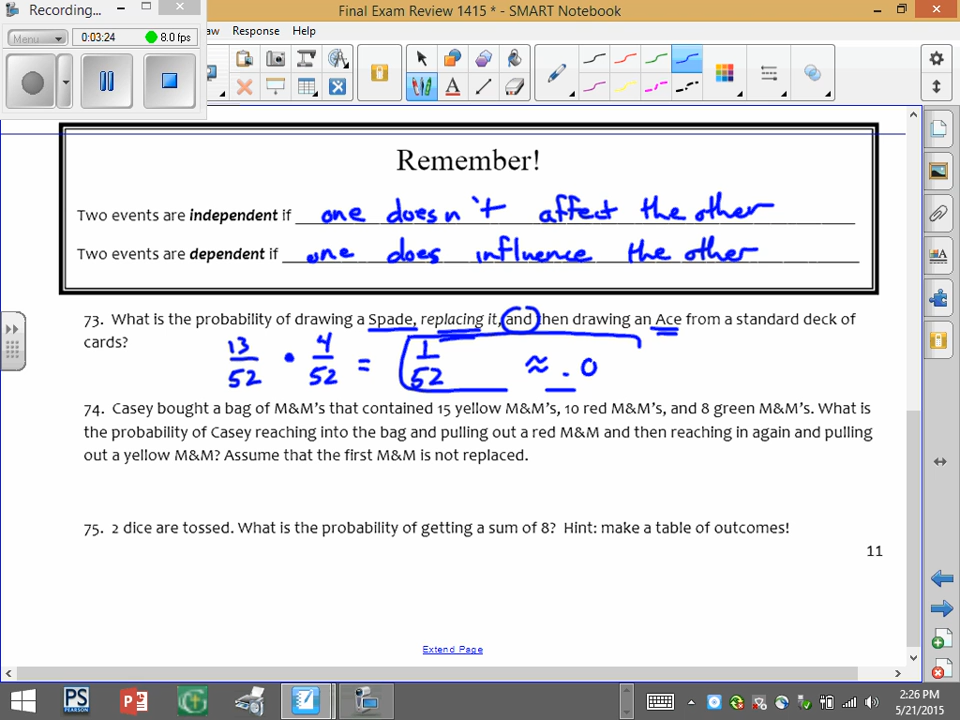 Recording...
Final Exam Review 1415 * - SMART Notebook
Menu
0:03:24
8.0 fps
aw Response Help
Remember!
Two events are independent if one doesn't affect the other
Two events are dependent if one does influence the other
73. What is the probability of drawing a Spade, replacing it, and then drawing an Ace from a standard deck of
cards?
13/52 • 4/52 = 1/52 ≈ .0
74. Casey bought a bag of M&M's that contained 15 yellow M&M's, 10 red M&M's, and 8 green M&M's. What is
the probability of Casey reaching into the bag and pulling out a red M&M and then reaching in again and pulling
out a yellow M&M? Assume that the first M&M is not replaced.
75. 2 dice are tossed. What is the probability of getting a sum of 8? Hint: make a table of outcomes!
11
Extend Page
PS
PEARSON
2:26 PM
5/21/2015